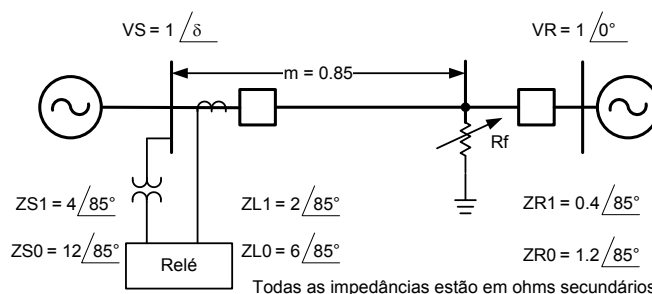 VS = 1 /δ
VR = 1 /0°
m = 0.85
Rf
ZS1 = 4 /85°
ZL1 = 2 /85°
ZR1 = 0.4 /85°
ZS0 = 12 /85°
ZL0 = 6 /85°
ZR0 = 1.2 /85°
Relé
Todas as impedâncias estão em ohms secundários